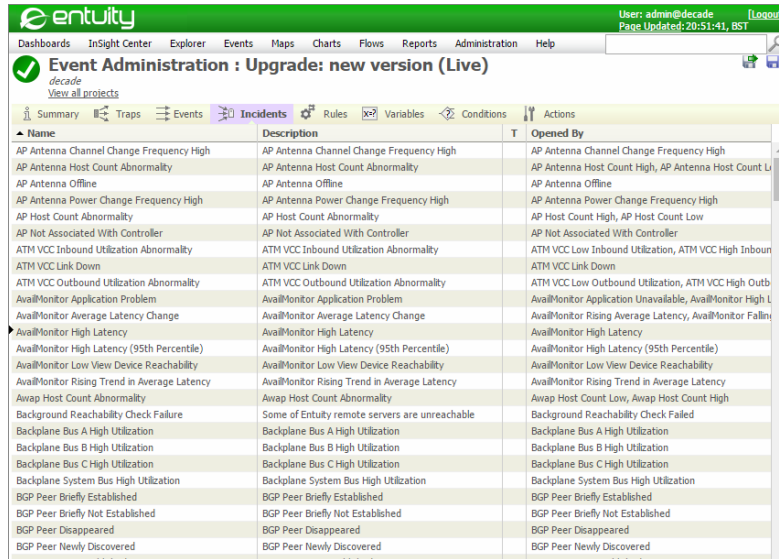 entuity
User: admin@decade [Logout
Page Updated: 20:51:41, BST
Dashboards InSight Center Explorer Events Maps Charts Flows Reports Administration Help
Event Administration : Upgrade: new version (Live)
decade
View all projects
Summary Traps Events Incidents Rules X=? Variables Conditions Actions
Name Description T Opened By
AP Antenna Channel Change Frequency High AP Antenna Channel Change Frequency High AP Antenna Channel Change Frequency High
AP Antenna Host Count Abnormality AP Antenna Host Count Abnormality AP Antenna Host Count High, AP Antenna Host Count L
AP Antenna Offline AP Antenna Offline AP Antenna Offline
AP Antenna Power Change Frequency High AP Antenna Power Change Frequency High AP Antenna Power Change Frequency High
AP Host Count Abnormality AP Host Count Abnormality AP Host Count High, AP Host Count Low
AP Not Associated With Controller AP Not Associated With Controller AP Not Associated With Controller
ATM VCC Inbound Utilization Abnormality ATM VCC Inbound Utilization Abnormality ATM VCC Low Inbound Utilization, ATM VCC High Inboun
ATM VCC Link Down ATM VCC Link Down ATM VCC Link Down
ATM VCC Outbound Utilization Abnormality ATM VCC Outbound Utilization Abnormality ATM VCC Low Outbound Utilization, ATM VCC High Outb
AvailMonitor Application Problem AvailMonitor Application Problem AvailMonitor Application Unavailable, AvailMonitor High L
AvailMonitor Average Latency Change AvailMonitor Average Latency Change AvailMonitor Rising Average Latency, AvailMonitor Fallin
AvailMonitor High Latency AvailMonitor High Latency AvailMonitor High Latency
AvailMonitor High Latency (95th Percentile) AvailMonitor High Latency (95th Percentile) AvailMonitor High Latency (95th Percentile)
AvailMonitor Low View Device Reachability AvailMonitor Low View Device Reachability AvailMonitor Low View Device Reachability
AvailMonitor Rising Trend in Average Latency AvailMonitor Rising Trend in Average Latency AvailMonitor Rising Trend in Average Latency
Awap Host Count Abnormality Awap Host Count Abnormality Awap Host Count Low, Awap Host Count High
Background Reachability Check Failure Some of Entuity remote servers are unreachable Background Reachability Check Failed
Backplane Bus A High Utilization Backplane Bus A High Utilization Backplane Bus A High Utilization
Backplane Bus B High Utilization Backplane Bus B High Utilization Backplane Bus B High Utilization
Backplane Bus C High Utilization Backplane Bus C High Utilization Backplane Bus C High Utilization
Backplane System Bus High Utilization Backplane System Bus High Utilization Backplane System Bus High Utilization
BGP Peer Briefly Established BGP Peer Briefly Established BGP Peer Briefly Established
BGP Peer Briefly Not Established BGP Peer Briefly Not Established BGP Peer Briefly Not Established
BGP Peer Disappeared BGP Peer Disappeared BGP Peer Disappeared
BGP Peer Newly Discovered BGP Peer Newly Discovered BGP Peer Newly Discovered